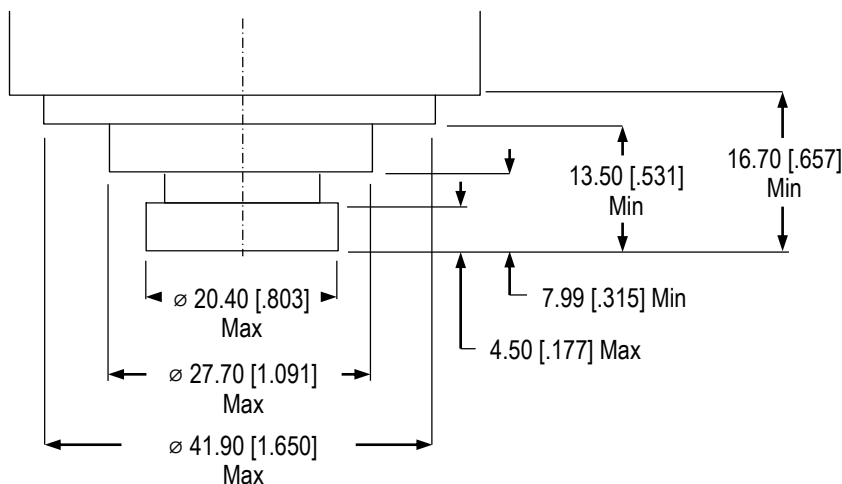 16.70 [.657]
Min
13.50 [.531]
Min
7.99 [.315] Min
⌀ 20.40 [.803]
Max
4.50 [.177] Max
⌀ 27.70 [1.091]
Max
⌀ 41.90 [1.650]
Max